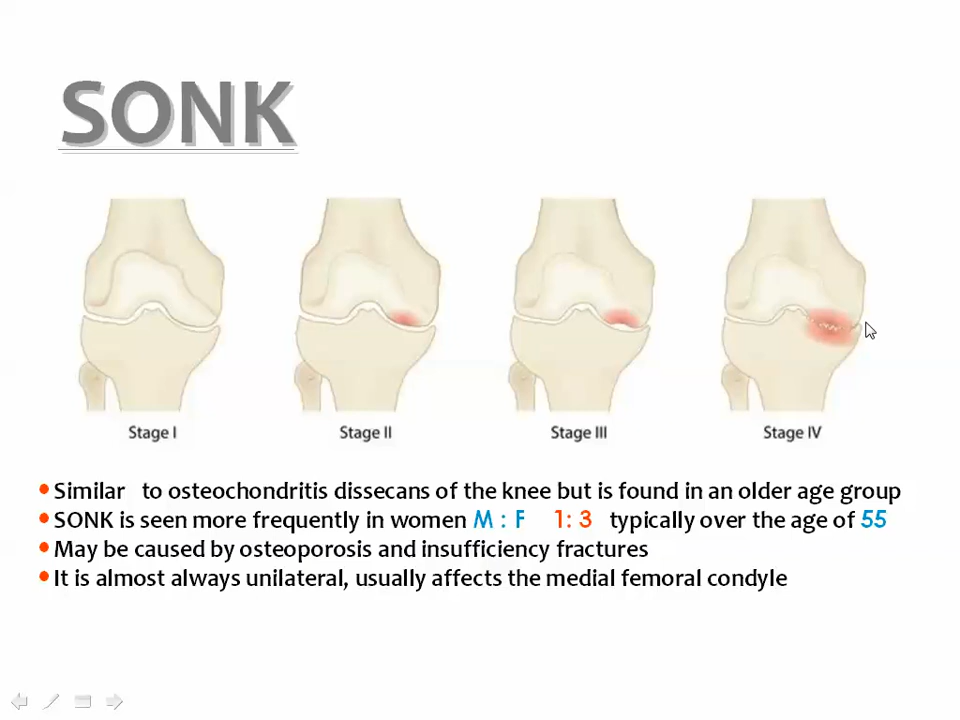 SONK
Stage I
Stage II
Stage III
Stage IV
• Similar to osteochondritis dissecans of the knee but is found in an older age group
• SONK is seen more frequently in women M : F 1: 3 typically over the age of 55
• May be caused by osteoporosis and insufficiency fractures
• It is almost always unilateral, usually affects the medial femoral condyle